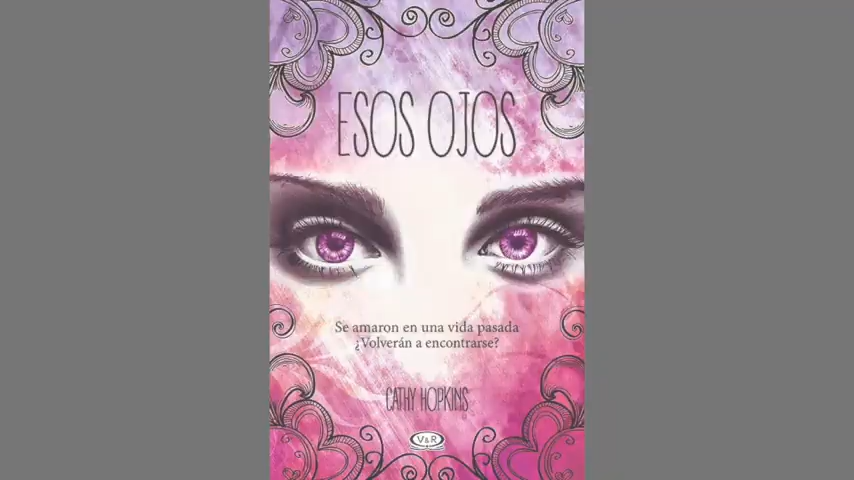 ESOS OJOS
Se amaron en una vida pasada
¿Volverán a encontrarse?
CATHY HOPKINS
V&R